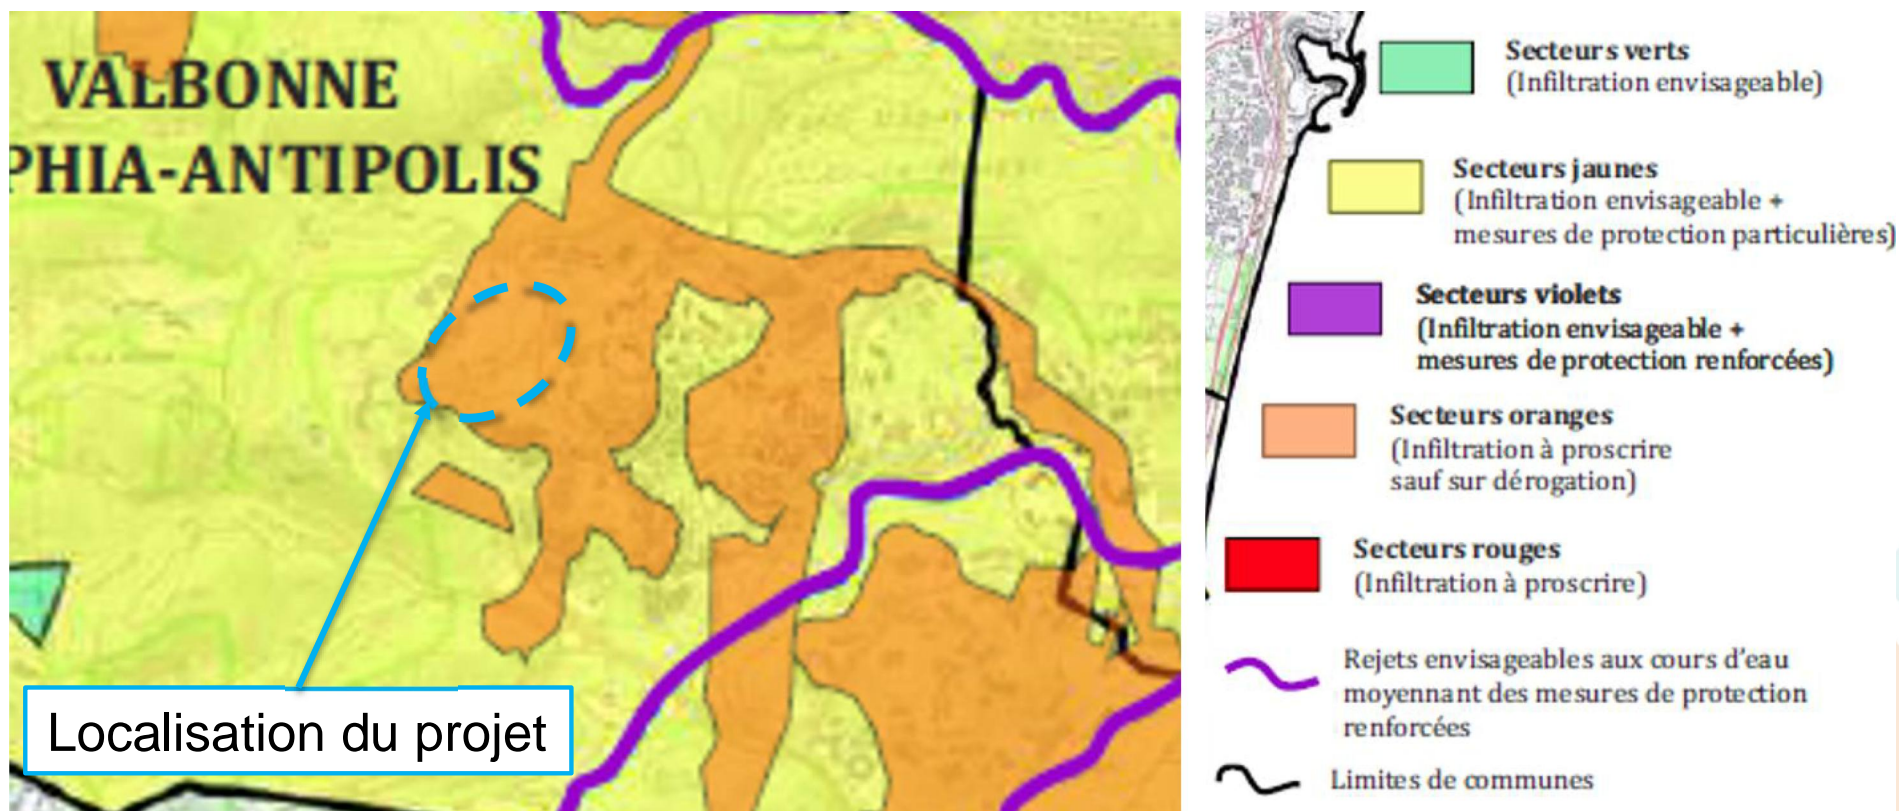 VALBONNE
PHIA-ANTIPOLIS
Localisation du projet
Secteurs verts
(Infiltration envisageable)
Secteurs jaunes
(Infiltration envisageable +
mesures de protection particulières)
Secteurs violets
(Infiltration envisageable +
mesures de protection renforcées)
Secteurs oranges
(Infiltration à proscrire
sauf sur dérogation)
Secteurs rouges
(Infiltration à proscrire)
Rejets envisageables aux cours d'eau
moyennant des mesures de protection
renforcées
Limites de communes